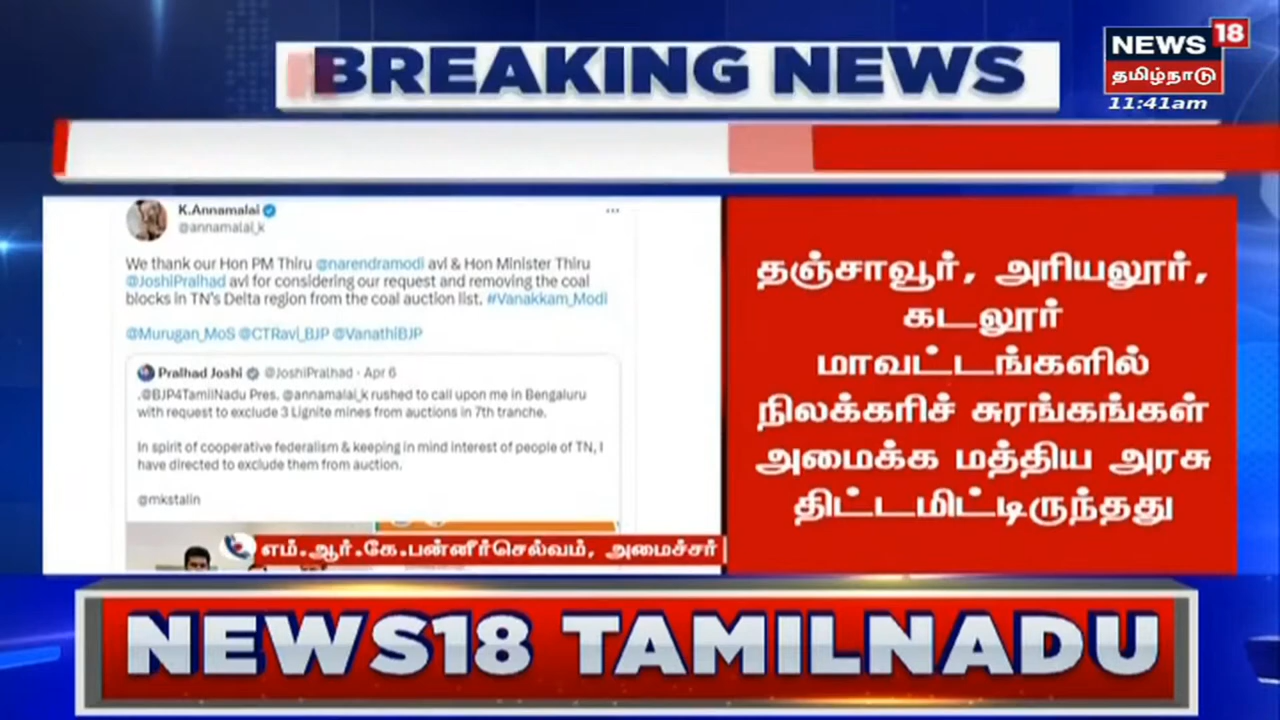 BREAKING NEWS
NEWS 18
தமிழ்நாடு
11:41am
K.Annamalai
@annamalai_k
We thank our Hon PM Thiru @narendramodi avl & Hon Minister Thiru
@JoshiPralhad avl for considering our request and removing the coal
blocks in TN's Delta region from the coal auction list. #Vanakkam_Modi
@Murugan_MoS @CTRavi_BJP @VanathiBJP
Pralhad Joshi @JoshiPralhad · Apr 6
.@BJP4TamilNadu Pres. @annamalai_k rushed to call upon me in Bengaluru
with request to exclude 3 Lignite mines from auctions in 7th tranche.
In spirit of cooperative federalism & keeping in mind interest of people of TN, I
have directed to exclude them from auction.
@mkstalin
எம்.ஆர்.கே.பன்னீர்செல்வம், அமைச்சர்
தஞ்சாவூர், அரியலூர்,
கடலூர்
மாவட்டங்களில்
நிலக்கரிச் சுரங்கங்கள்
அமைக்க மத்திய அரசு
திட்டமிட்டிருந்தது
NEWS18 TAMILNADU